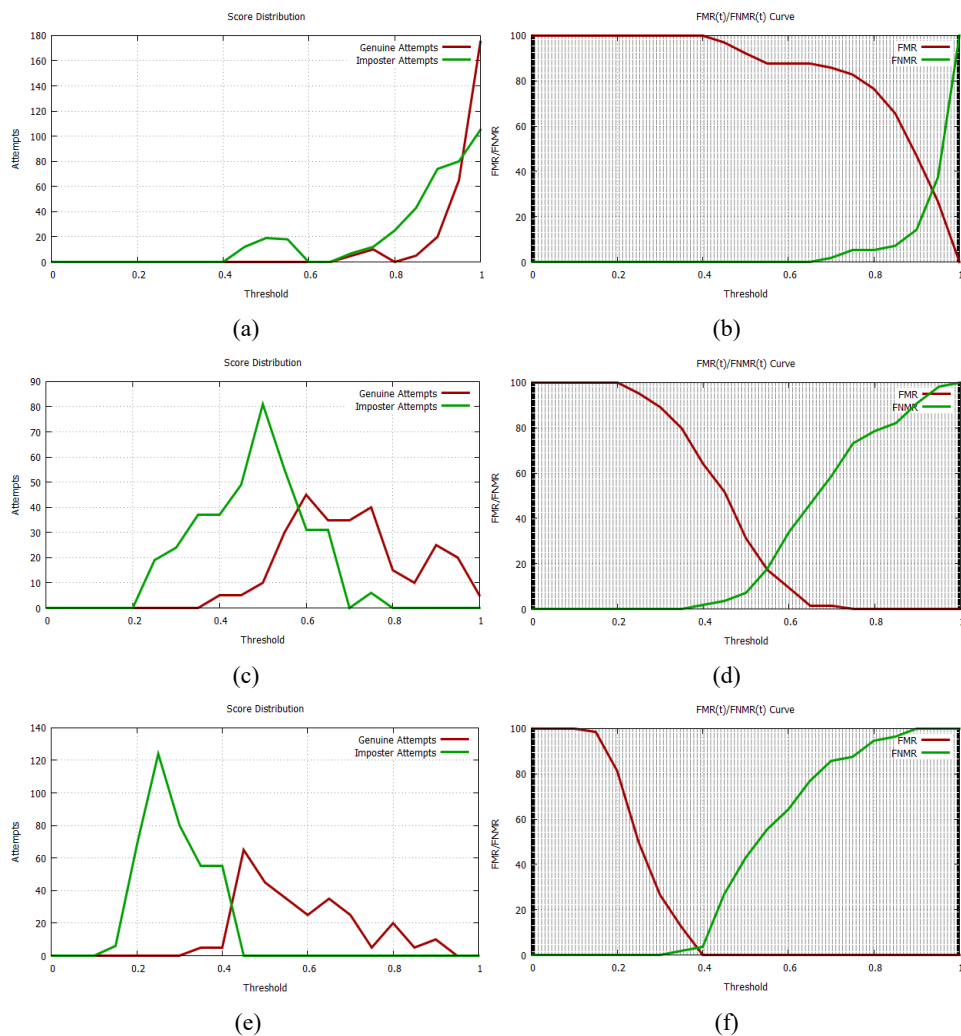 Score Distribution
Genuine Attempts
Imposter Attempts
180
160
140
120
100
80
60
40
20
0
Attempts
0 0.2 0.4 0.6 0.8 1
Threshold
(a)
FMR(t)/FNMR(t) Curve
FMR
FNMR
100
80
60
40
20
0
FMR/FNMR
0 0.2 0.4 0.6 0.8 1
Threshold
(b)
Score Distribution
Genuine Attempts
Imposter Attempts
90
80
70
60
50
40
30
20
10
0
Attempts
0 0.2 0.4 0.6 0.8 1
Threshold
(c)
FMR(t)/FNMR(t) Curve
FMR
FNMR
100
80
60
40
20
0
FMR/FNMR
0 0.2 0.4 0.6 0.8 1
Threshold
(d)
Score Distribution
Genuine Attempts
Imposter Attempts
140
120
100
80
60
40
20
0
Attempts
0 0.2 0.4 0.6 0.8 1
Threshold
(e)
FMR(t)/FNMR(t) Curve
FMR
FNMR
100
80
60
40
20
0
FMR/FNMR
0 0.2 0.4 0.6 0.8 1
Threshold
(f)